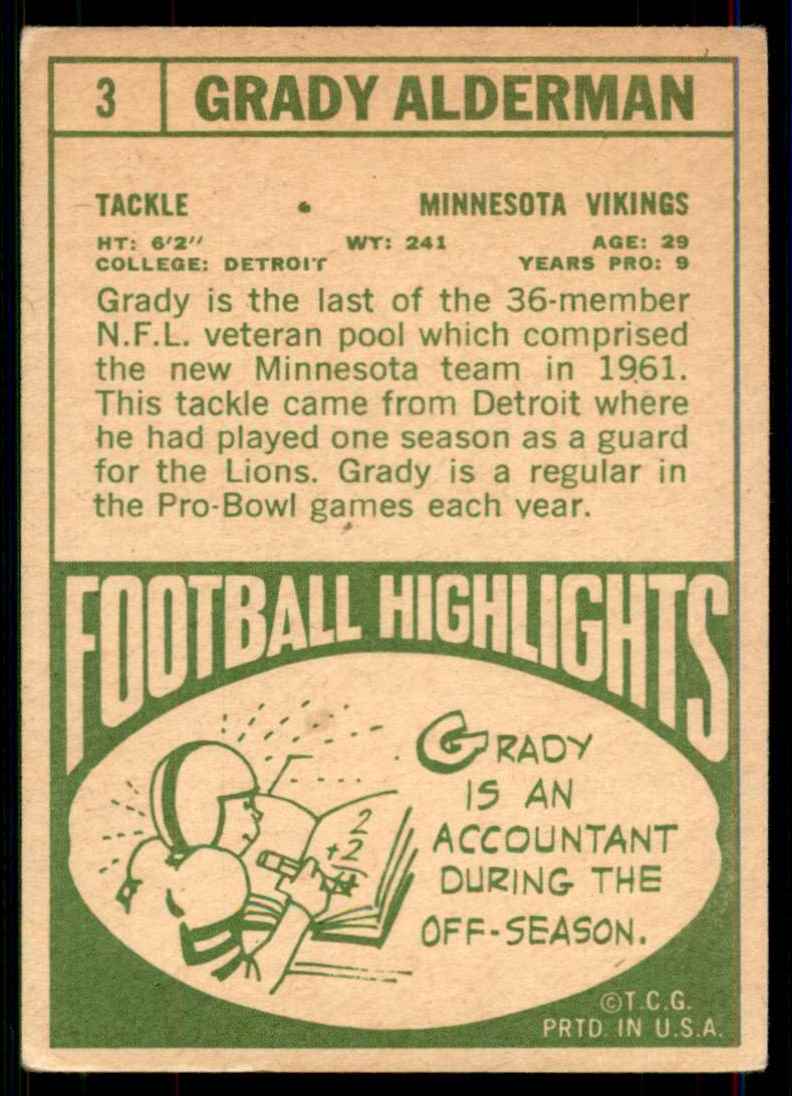 3 GRADY ALDERMAN
TACKLE • MINNESOTA VIKINGS
HT: 6'2" WT: 241 AGE: 29
COLLEGE: DETROIT YEARS PRO: 9
Grady is the last of the 36-member
N.F.L. veteran pool which comprised
the new Minnesota team in 1961.
This tackle came from Detroit where
he had played one season as a guard
for the Lions. Grady is a regular in
the Pro-Bowl games each year.
FOOTBALL HIGHLIGHTS
GRADY
IS AN
ACCOUNTANT
DURING THE
OFF-SEASON.
2
+2
4
©T.C.G.
PRTD. IN U.S.A.